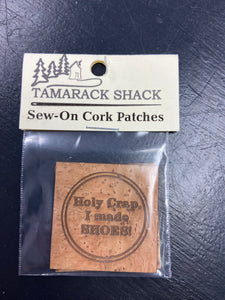 TAMARACK SHACK
Sew-On Cork Patches
Holy Crap,
I made
SHOES!